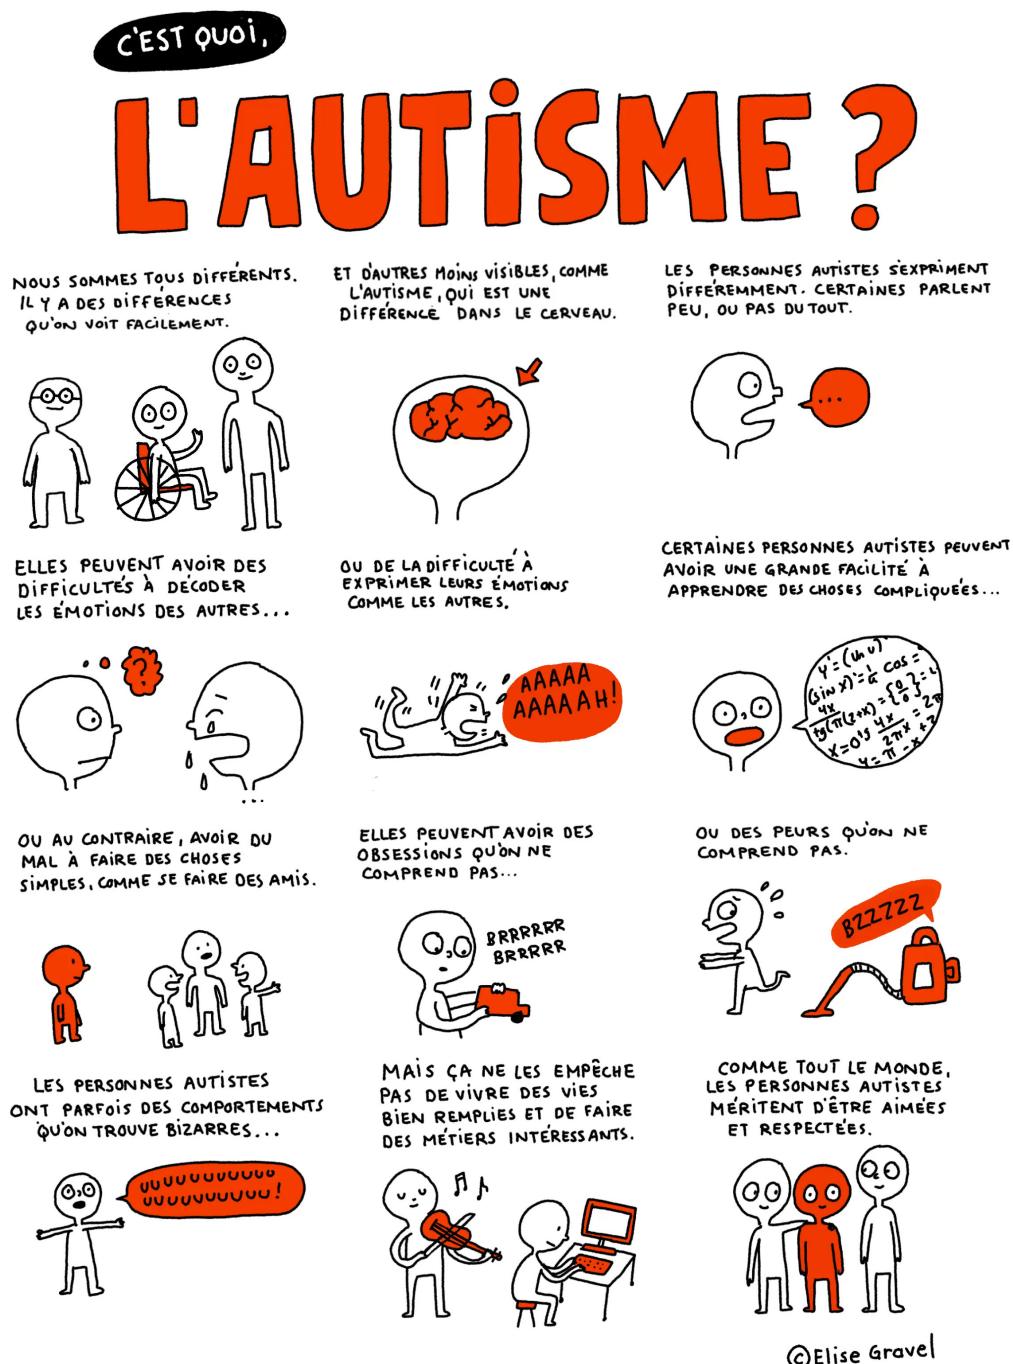 C'EST QUOI,
L'AUTISME ?
NOUS SOMMES TOUS DIFFÉRENTS.
IL Y A DES DIFFÉRENCES
QU'ON VOIT FACILEMENT.
ET D'AUTRES MOINS VISIBLES, COMME
L'AUTISME, QUI EST UNE
DIFFÉRENCE DANS LE CERVEAU.
LES PERSONNES AUTISTES S'EXPRIMENT
DIFFÉREMMENT. CERTAINES PARLENT
PEU, OU PAS DU TOUT.
...
ELLES PEUVENT AVOIR DES
DIFFICULTÉS À DÉCODER
LES ÉMOTIONS DES AUTRES...
?
...
OU DE LA DIFFICULTÉ À
EXPRIMER LEURS ÉMOTIONS
COMME LES AUTRES.
AAAAA
AAAAAH!
CERTAINES PERSONNES AUTISTES PEUVENT
AVOIR UNE GRANDE FACILITÉ À
APPRENDRE DES CHOSES COMPLIQUÉES...
OU AU CONTRAIRE, AVOIR DU
MAL À FAIRE DES CHOSES
SIMPLES, COMME SE FAIRE DES AMIS.
ELLES PEUVENT AVOIR DES
OBSESSIONS QU'ON NE
COMPREND PAS...
BRRRRRR
BRRRRR
OU DES PEURS QU'ON NE
COMPREND PAS.
BZZZZZ
LES PERSONNES AUTISTES
ONT PARFOIS DES COMPORTEMENTS
QU'ON TROUVE BIZARRES...
MAIS ÇA NE LES EMPÊCHE
PAS DE VIVRE DES VIES
BIEN REMPLIES ET DE FAIRE
DES MÉTIERS INTÉRESSANTS.
COMME TOUT LE MONDE,
LES PERSONNES AUTISTES
MÉRITENT D'ÊTRE AIMÉES
ET RESPECTÉES.
©Elise Gravel